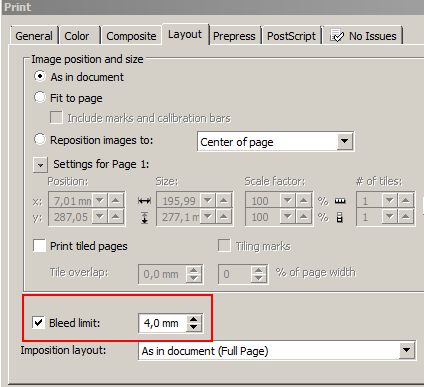 Print
General Color Composite Layout Prepress PostScript No Issues
Image position and size
As in document
Fit to page
Include marks and calibration bars
Reposition images to: Center of page
Settings for Page 1:
Position: Size: Scale factor: # of tiles:
x: 7,01 mm 195,99 100 % 1
y: 287,05 277,1 m 100 % 1
Print tiled pages Tiling marks
Tile overlap: 0,0 mm 0 % of page width
Bleed limit: 4,0 mm
Imposition layout: As in document (Full Page)